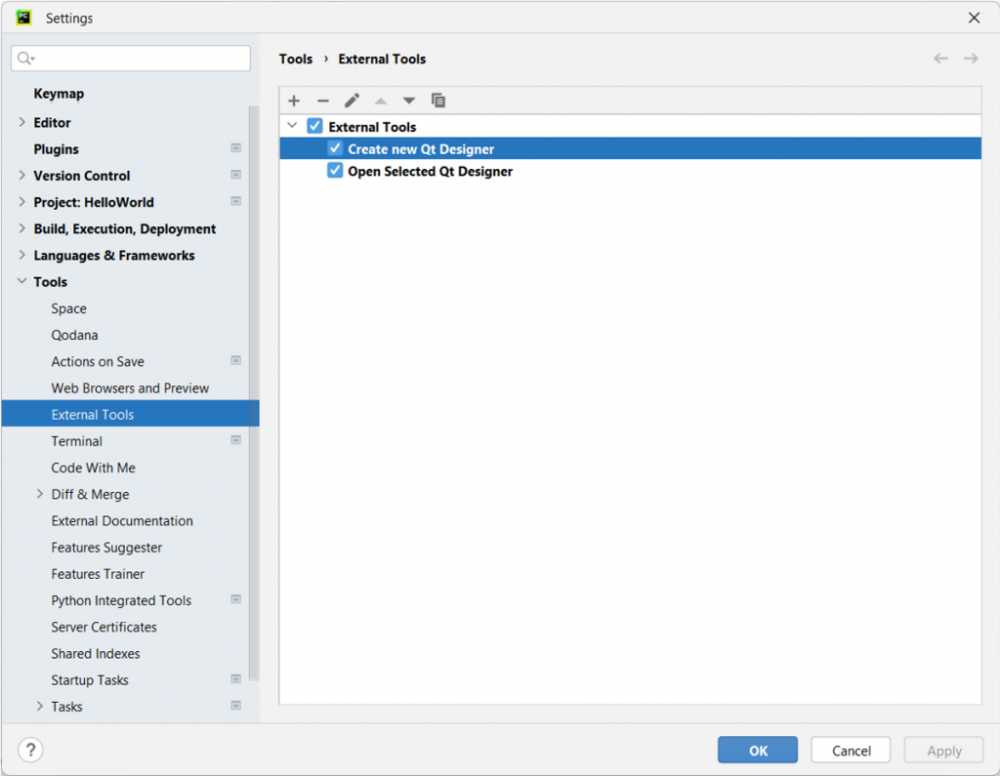 PC
Settings
Tools › External Tools
Keymap
Editor
Plugins
Version Control
Project: HelloWorld
Build, Execution, Deployment
Languages & Frameworks
Tools
Space
Qodana
Actions on Save
Web Browsers and Preview
External Tools
Terminal
Code With Me
Diff & Merge
External Documentation
Features Suggester
Features Trainer
Python Integrated Tools
Server Certificates
Shared Indexes
Startup Tasks
Tasks
External Tools
Create new Qt Designer
Open Selected Qt Designer
?
OK
Cancel
Apply